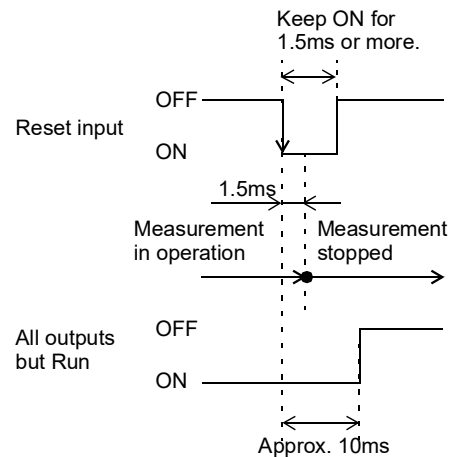 Keep ON for
1.5ms or more.
OFF
Reset input
ON
1.5ms
Measurement
in operation
Measurement
stopped
OFF
All outputs
but Run
ON
Approx. 10ms